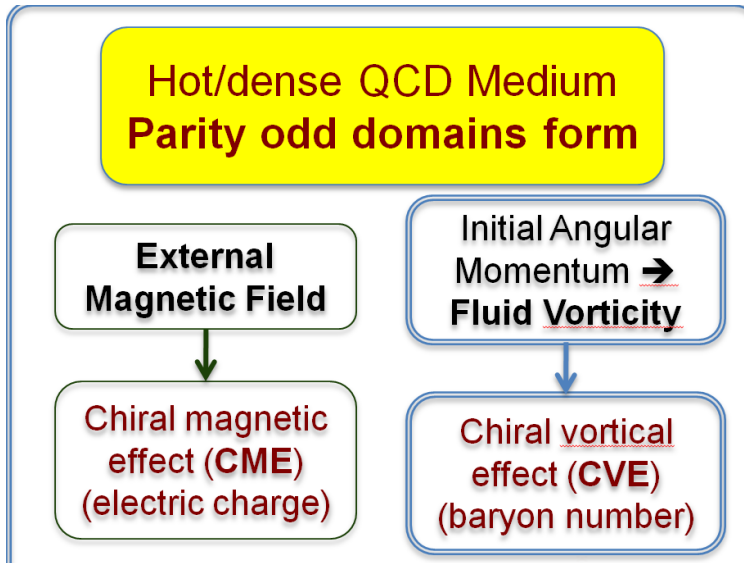 Hot/dense QCD Medium
Parity odd domains form
External
Magnetic Field
Initial Angular
Momentum ➔
Fluid Vorticity
Chiral magnetic
effect (CME)
(electric charge)
Chiral vortical
effect (CVE)
(baryon number)